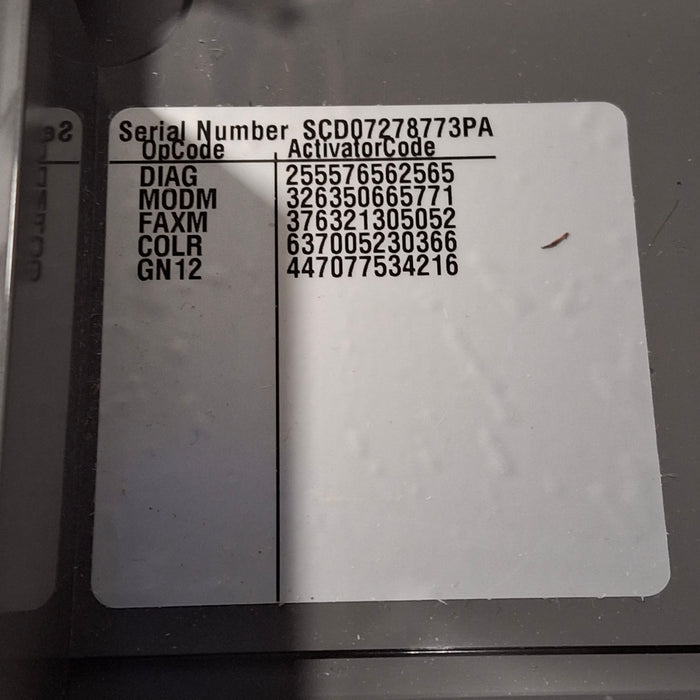 Serial Number SCD07278773PA
OpCode ActivatorCode
DIAG 255576562565
MODM 326350665771
FAXM 376321305052
COLR 637005230366
GN12 447077534216